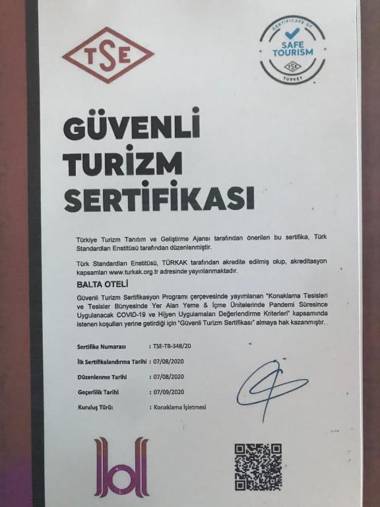 TSE
Certificate of
SAFE
TOURISM
TSE
TURKEY
GÜVENLİ
TURİZM
SERTİFİKASI
Türkiye Turizm Tanıtım ve Geliştirme Ajansı tarafından önerilen bu sertifika, Türk
Standardları Enstitüsü tarafından düzenlenmiştir.
Türk Standardları Enstitüsü, TÜRKAK tarafından akredite edilmiş olup, akreditasyon
kapsamları www.turkak.org.tr adresinde yayınlanmaktadır.
BALTA OTELİ
Güvenli Turizm Sertifikasyon Programı çerçevesinde yayımlanan "Konaklama Tesisleri
ve Tesisler Bünyesinde Yer Alan Yeme & İçme Ünitelerinde Pandemi Süresince
Uygulanacak COVID-19 ve Hijyen Uygulamaları Değerlendirme Kriterleri" kapsamında
istenen koşulları yerine getirdiği için "Güvenli Turizm Sertifikası" almaya hak kazanmıştır.
Sertifika Numarası : TSE-TB-348/20
İlk Sertifikalandırma Tarihi : 07/08/2020
Düzenlenme Tarihi : 07/08/2020
Geçerlilik Tarihi : 07/09/2020
Kuruluş Türü: : Konaklama İşletmesi